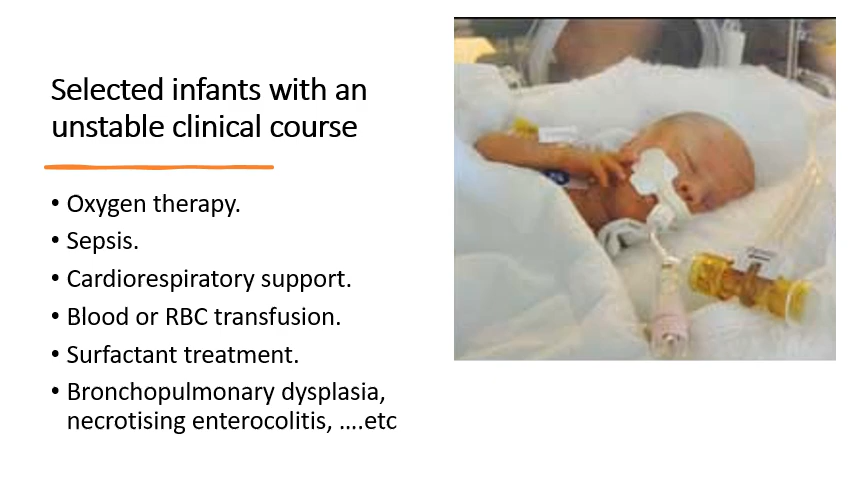 Selected infants with an
unstable clinical course
• Oxygen therapy.
• Sepsis.
• Cardiorespiratory support.
• Blood or RBC transfusion.
• Surfactant treatment.
• Bronchopulmonary dysplasia,
necrotising enterocolitis, ….etc